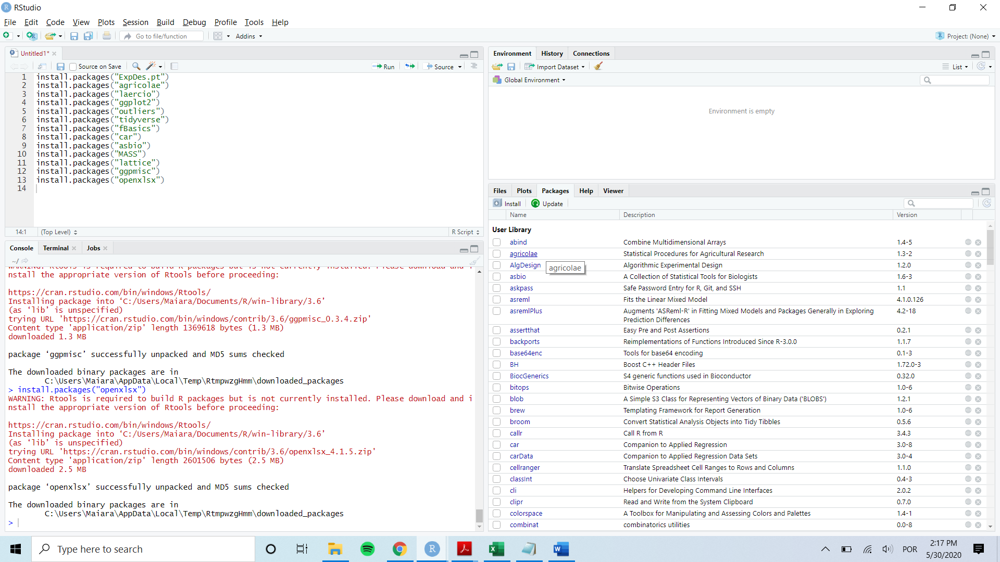 RStudio
File Edit Code View Plots Session Build Debug Profile Tools Help
Go to file/function Addins Project: (None)
Untitled1*
Source on Save Run Source
1 install.packages("ExpDes.pt")
2 install.packages("agricolae")
3 install.packages("laercio")
4 install.packages("ggplot2")
5 install.packages("outliers")
6 install.packages("tidyverse")
7 install.packages("fBasics")
8 install.packages("car")
9 install.packages("asbio")
10 install.packages("MASS")
11 install.packages("lattice")
12 install.packages("ggpmisc")
13 install.packages("openxlsx")
14
14:1 (Top Level) R Script
Console Terminal Jobs
~/
WARNING: Rtools is required to build R packages but is not currently installed. Please download and i
nstall the appropriate version of Rtools before proceeding:
https://cran.rstudio.com/bin/windows/Rtools/
Installing package into ‘C:/Users/Maiara/Documents/R/win-library/3.6’
(as ‘lib’ is unspecified)
trying URL 'https://cran.rstudio.com/bin/windows/contrib/3.6/ggpmisc_0.3.4.zip'
Content type 'application/zip' length 1369618 bytes (1.3 MB)
downloaded 1.3 MB
package ‘ggpmisc’ successfully unpacked and MD5 sums checked
The downloaded binary packages are in
C:\Users\Maiara\AppData\Local\Temp\RtmpwzgHmm\downloaded_packages
> install.packages("openxlsx")
WARNING: Rtools is required to build R packages but is not currently installed. Please download and i
nstall the appropriate version of Rtools before proceeding:
https://cran.rstudio.com/bin/windows/Rtools/
Installing package into ‘C:/Users/Maiara/Documents/R/win-library/3.6’
(as ‘lib’ is unspecified)
trying URL 'https://cran.rstudio.com/bin/windows/contrib/3.6/openxlsx_4.1.5.zip'
Content type 'application/zip' length 2601506 bytes (2.5 MB)
downloaded 2.5 MB
package ‘openxlsx’ successfully unpacked and MD5 sums checked
The downloaded binary packages are in
C:\Users\Maiara\AppData\Local\Temp\RtmpwzgHmm\downloaded_packages
>
Environment History Connections
Import Dataset List
Global Environment
Environment is empty
Files Plots Packages Help Viewer
Install Update
Name Description Version
User Library
abind Combine Multidimensional Arrays 1.4-5
agricolae Statistical Procedures for Agricultural Research 1.3-2
AlgDesign Algorithmic Experimental Design 1.2.0
agricolae
asbio A Collection of Statistical Tools for Biologists 1.6-3
askpass Safe Password Entry for R, Git, and SSH 1.1
asreml Fits the Linear Mixed Model 4.1.0.126
asremlPlus Augments 'ASReml-R' in Fitting Mixed Models and Packages Generally in Exploring 4.2-18
Prediction Differences
assertthat Easy Pre and Post Assertions 0.2.1
backports Reimplementations of Functions Introduced Since R-3.0.0 1.1.7
base64enc Tools for base64 encoding 0.1-3
BH Boost C++ Header Files 1.72.0-3
BiocGenerics S4 generic functions used in Bioconductor 0.32.0
bitops Bitwise Operations 1.0-6
blob A Simple S3 Class for Representing Vectors of Binary Data ('BLOBS') 1.2.1
brew Templating Framework for Report Generation 1.0-6
broom Convert Statistical Analysis Objects into Tidy Tibbles 0.5.6
callr Call R from R 3.4.3
car Companion to Applied Regression 3.0-8
carData Companion to Applied Regression Data Sets 3.0-4
cellranger Translate Spreadsheet Cell Ranges to Rows and Columns 1.1.0
classInt Choose Univariate Class Intervals 0.4-3
cli Helpers for Developing Command Line Interfaces 2.0.2
clipr Read and Write from the System Clipboard 0.7.0
colorspace A Toolbox for Manipulating and Assessing Colors and Palettes 1.4-1
combinat combinatorics utilities 0.0-8
Type here to search
POR
2:17 PM
5/30/2020